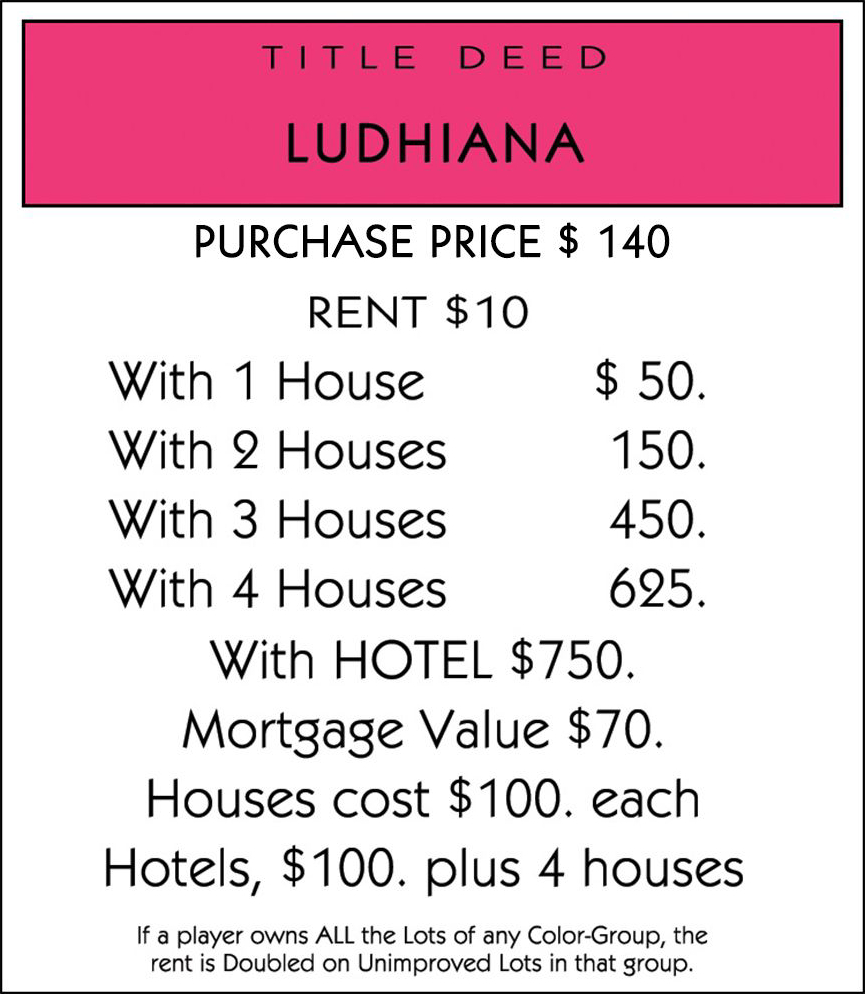 TITLE DEED
LUDHIANA
PURCHASE PRICE $ 140
RENT $10
With 1 House $ 50.
With 2 Houses 150.
With 3 Houses 450.
With 4 Houses 625.
With HOTEL $750.
Mortgage Value $70.
Houses cost $100. each
Hotels, $100. plus 4 houses
If a player owns ALL the Lots of any Color-Group, the
rent is Doubled on Unimproved Lots in that group.